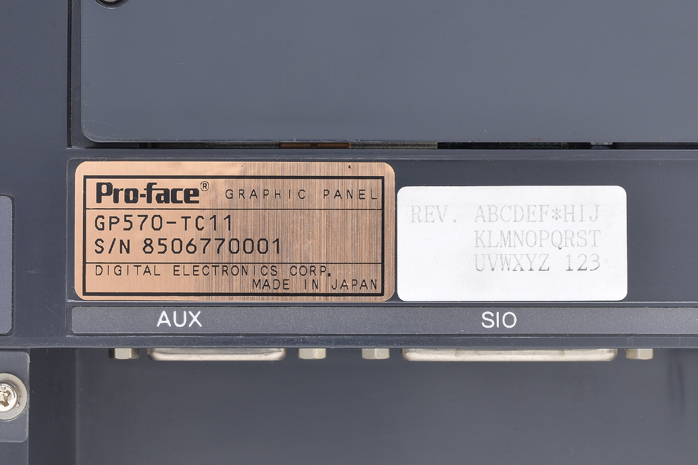 Pro-face® GRAPHIC PANEL
GP570-TC11
S/N 8506770001
DIGITAL ELECTRONICS CORP.
MADE IN JAPAN
REV. ABCDEF*HIJ
KLMNOPQRST
UVWXYZ 123
AUX
SIO